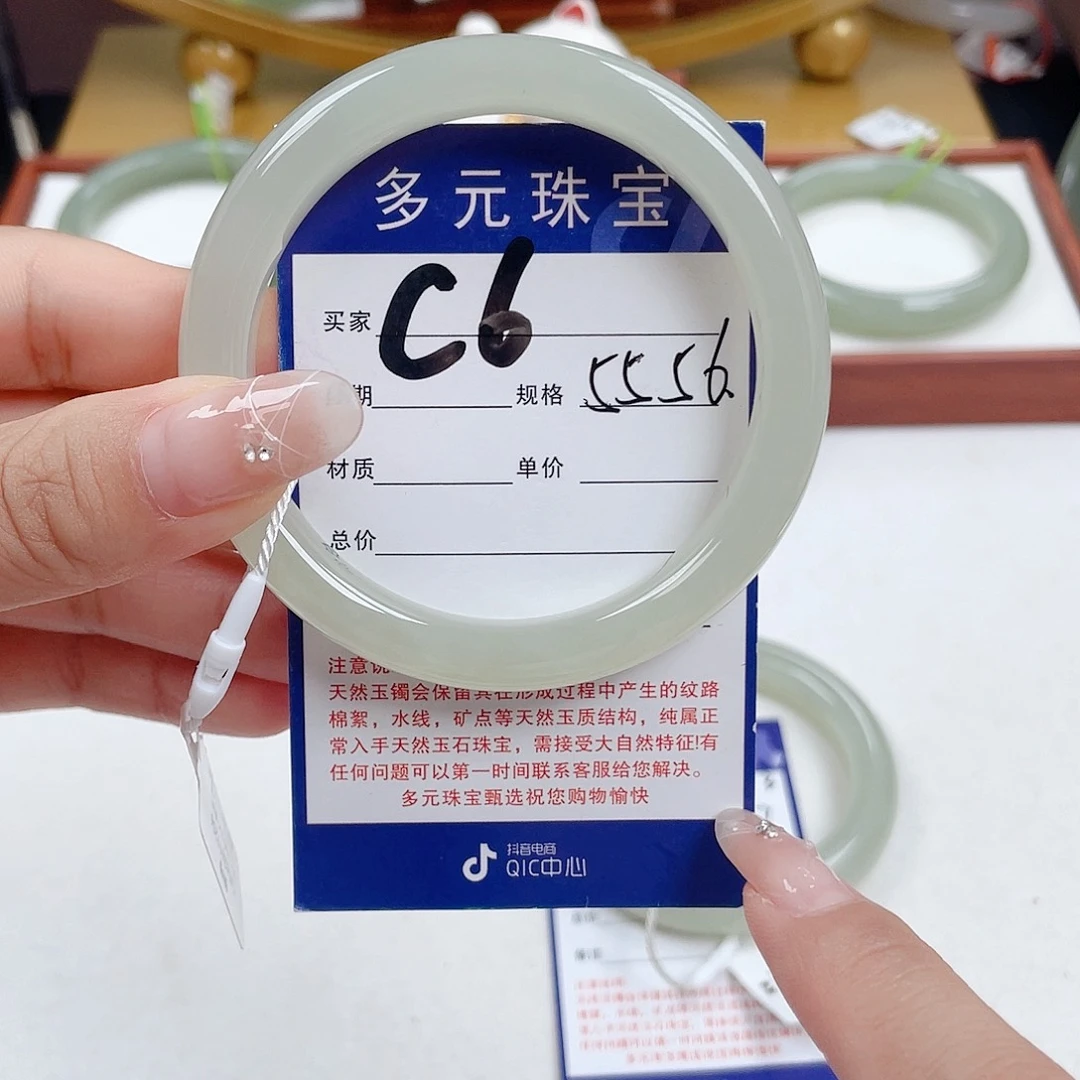 多元珠宝
买家 C6
期 规格 5556
材质 单价
总价
注意说
天然玉镯会保留其在形成过程中产生的纹路
棉絮，水线，矿点等天然玉质结构，纯属正
常入手天然玉石珠宝，需接受大自然特征!有
任何问题可以第一时间联系客服给您解决。
多元珠宝甄选祝您购物愉快
抖音电商
QIC中心